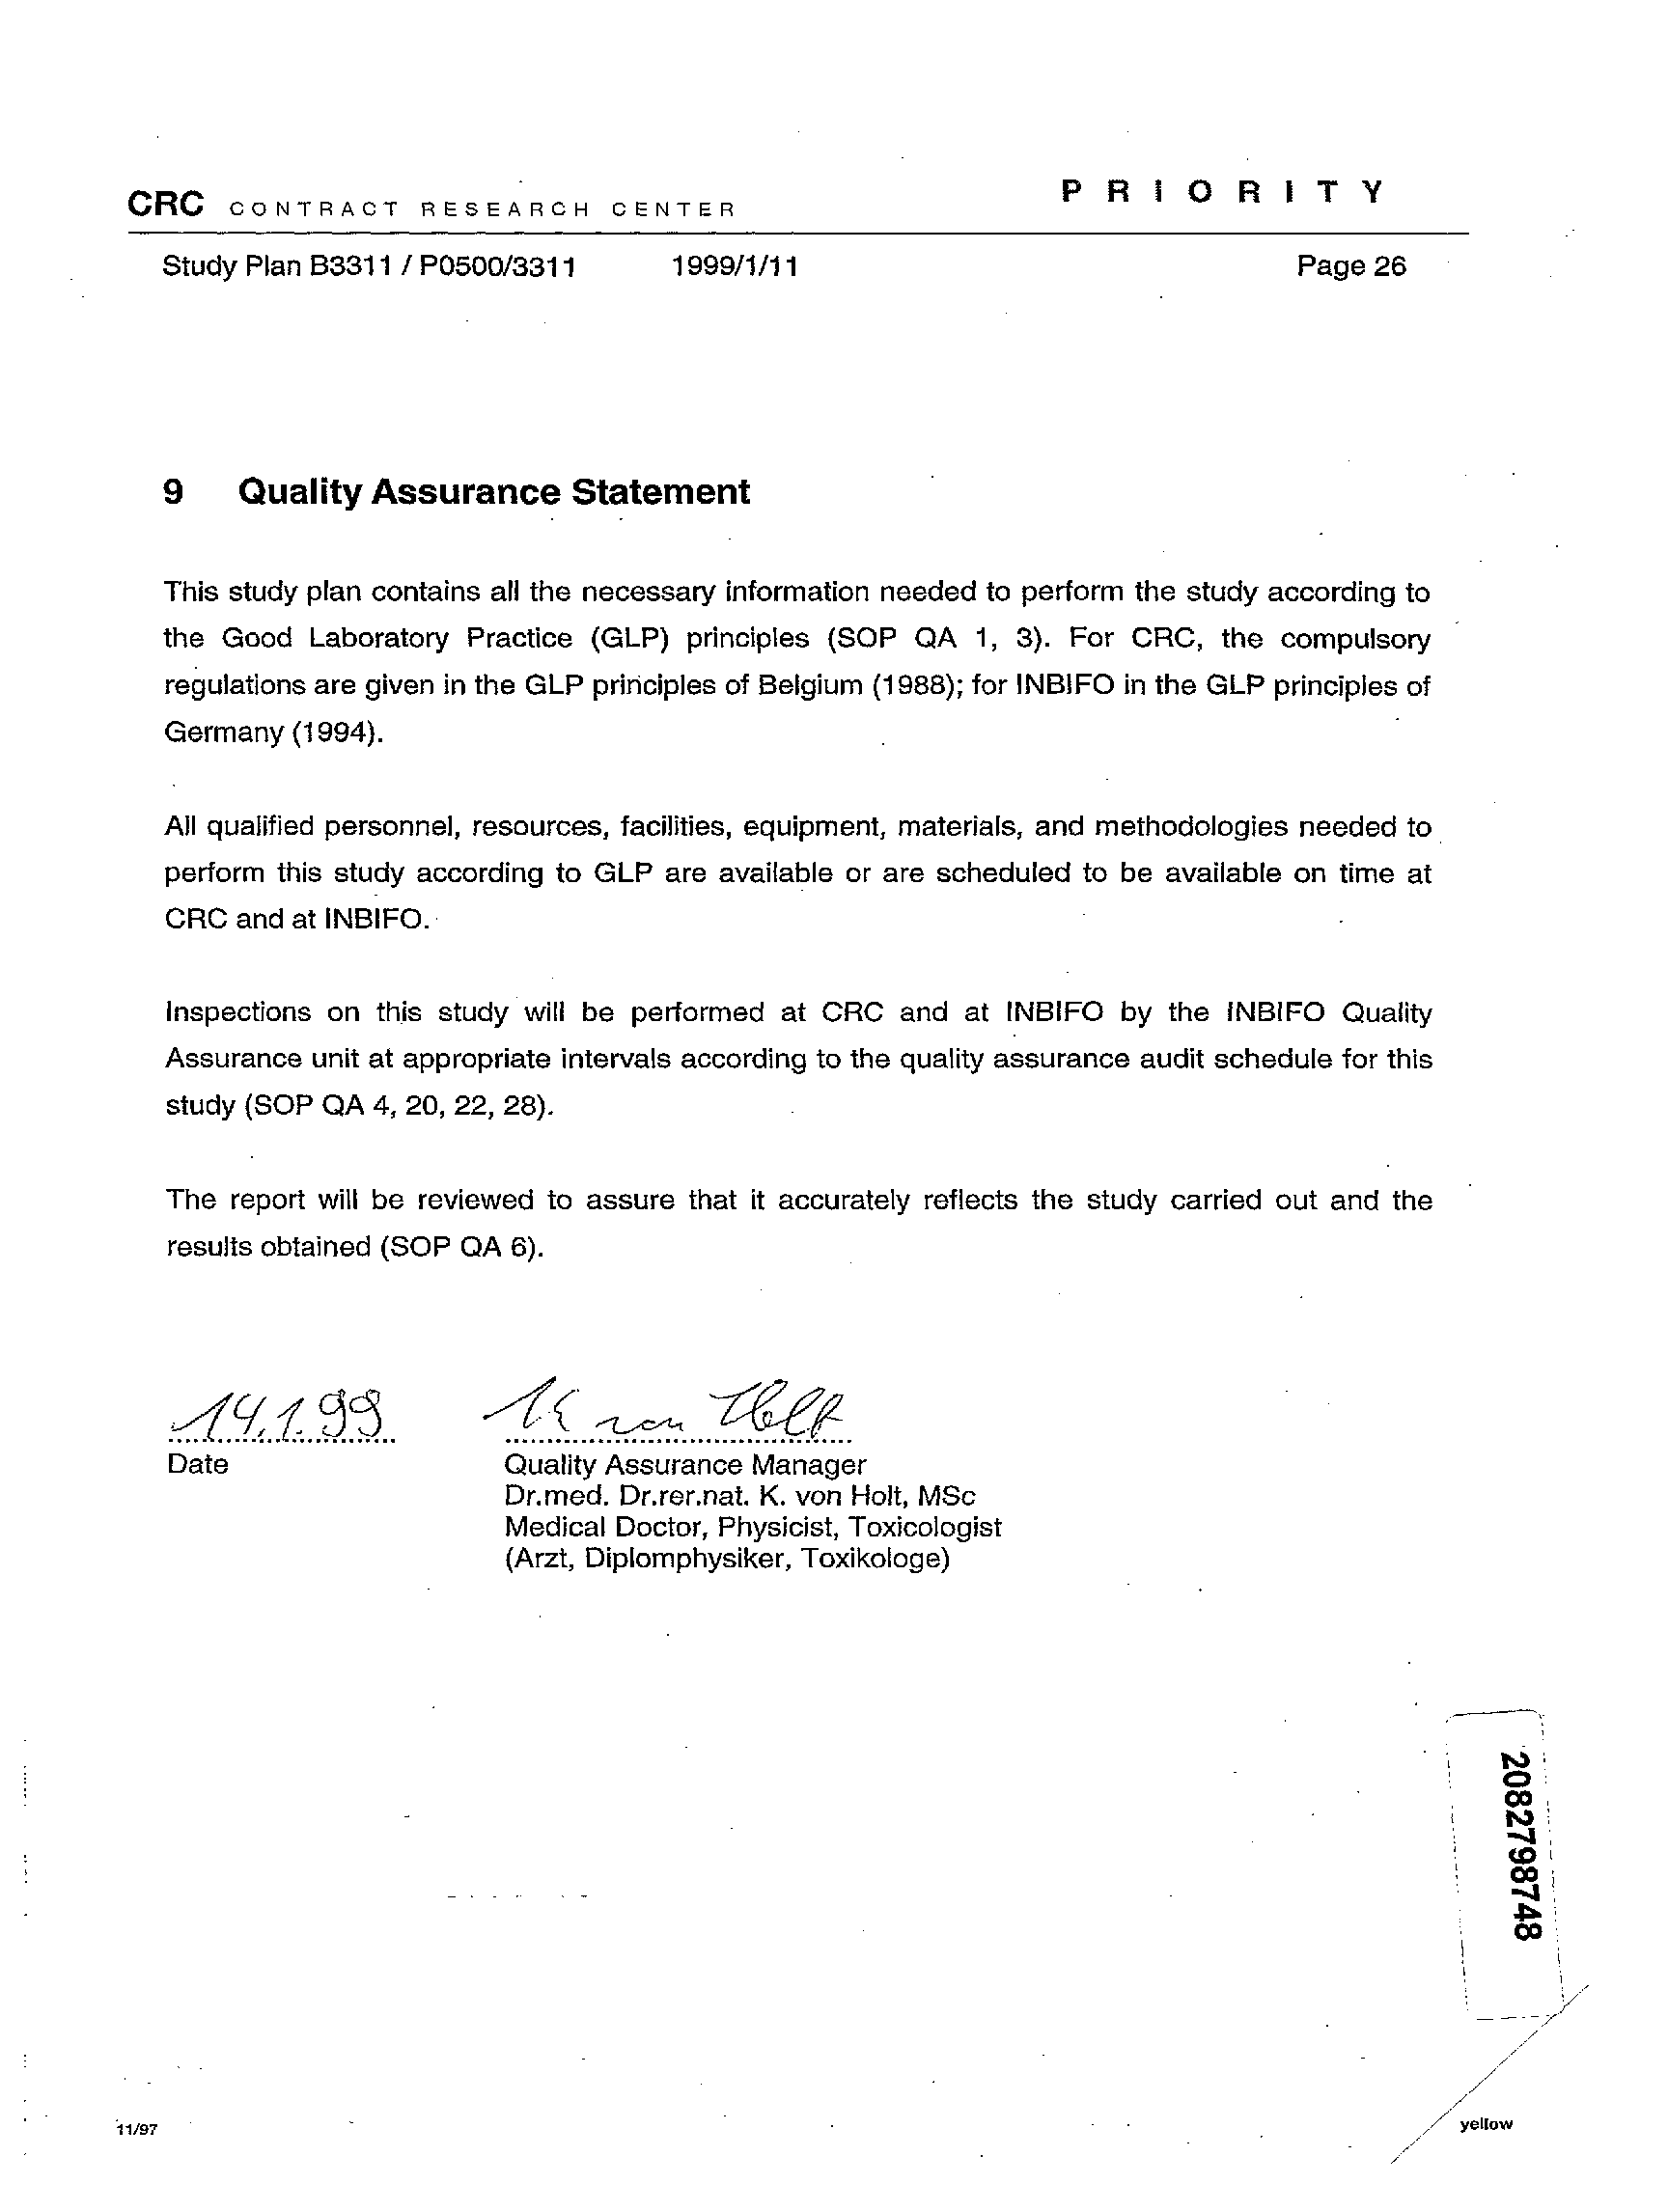 CRC CONTRACT RESEARCH CENTER
P R I O R I T Y
Study Plan B3311 / P0500/3311 1999/1/11 Page 26
9 Quality Assurance Statement
This study plan contains all the necessary information needed to perform the study according to
the Good Laboratory Practice (GLP) principles (SOP QA 1, 3). For CRC, the compulsory
regulations are given in the GLP principles of Belgium (1988); for INBIFO in the GLP principles of
Germany (1994).
All qualified personnel, resources, facilities, equipment, materials, and methodologies needed to
perform this study according to GLP are available or are scheduled to be available on time at
CRC and at INBIFO.
Inspections on this study will be performed at CRC and at INBIFO by the INBIFO Quality
Assurance unit at appropriate intervals according to the quality assurance audit schedule for this
study (SOP QA 4, 20, 22, 28).
The report will be reviewed to assure that it accurately reflects the study carried out and the
results obtained (SOP QA 6).
14.1.99 K von Holt
Date
Quality Assurance Manager
Dr.med. Dr.rer.nat. K. von Holt, MSc
Medical Doctor, Physicist, Toxicologist
(Arzt, Diplomphysiker, Toxikologe)
2082798748
11/97
yellow